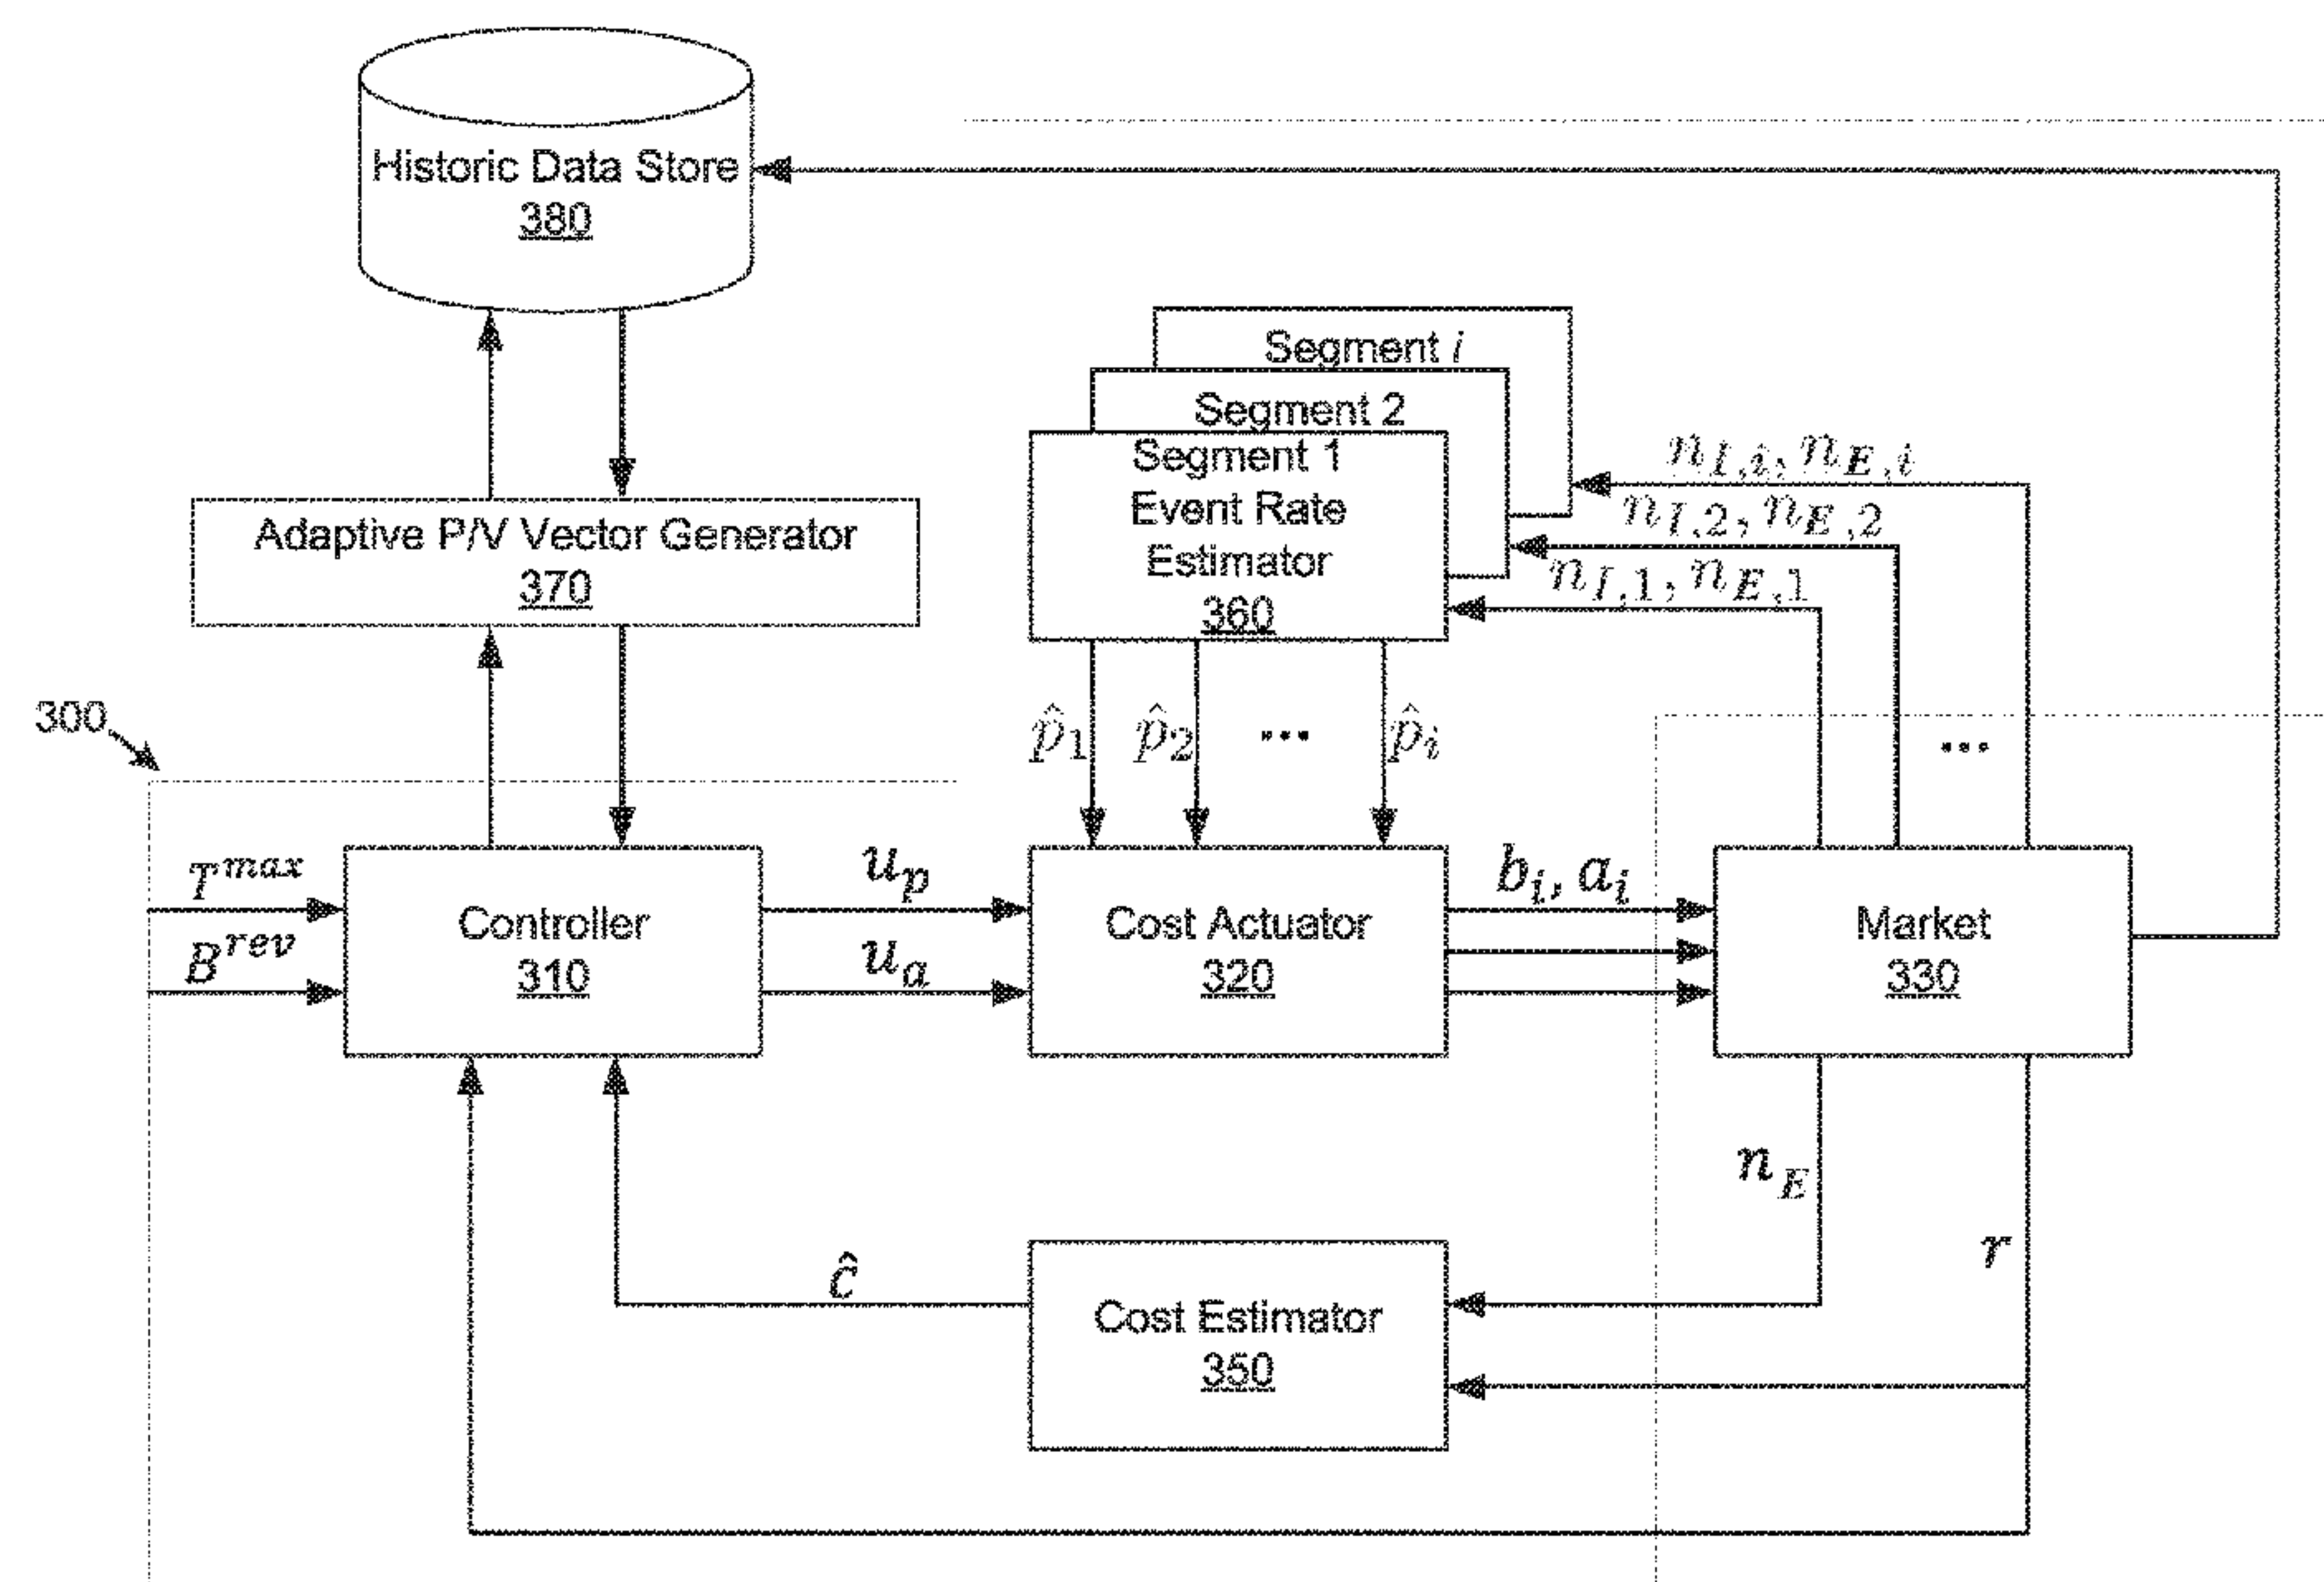 Historic Data Store
380
Segment i
Segment 2
Segment 1
Event Rate
Estimator
360
n_{I,i}, n_{E,i}
n_{I,2}, n_{E,2}
n_{I,1}, n_{E,1}
Adaptive P/V Vector Generator
370
300
p̂_1
p̂_2
...
p̂_i
...
T^{max}
B^{rev}
Controller
310
u_p
u_a
Cost Actuator
320
b_i, a_i
Market
330
n_E
r
ĉ
Cost Estimator
350